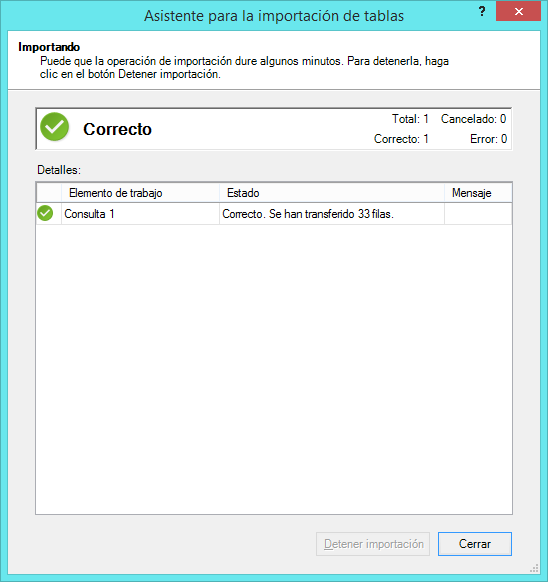 Asistente para la importación de tablas
?
Importando
Puede que la operación de importación dure algunos minutos. Para detenerla, haga
clic en el botón Detener importación.
Correcto
Total: 1 Cancelado: 0
Correcto: 1 Error: 0
Detalles:
Elemento de trabajo Estado Mensaje
Consulta 1 Correcto. Se han transferido 33 filas.
Detener importación Cerrar